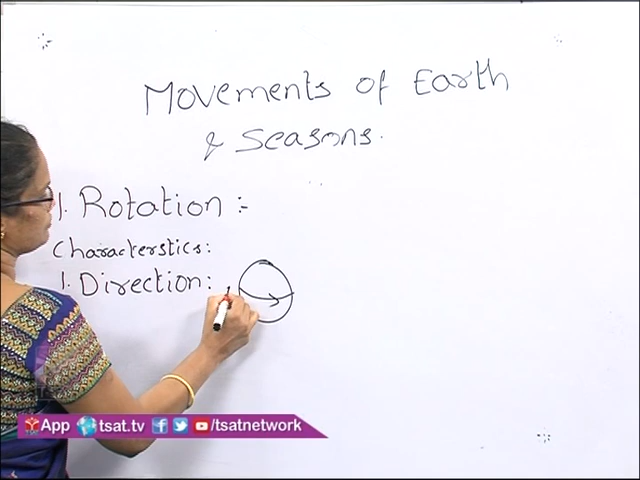 Movements of Earth
& Seasons.
1. Rotation :-
Characterstics:
1. Direction:
App tsat.tv /tsatnetwork